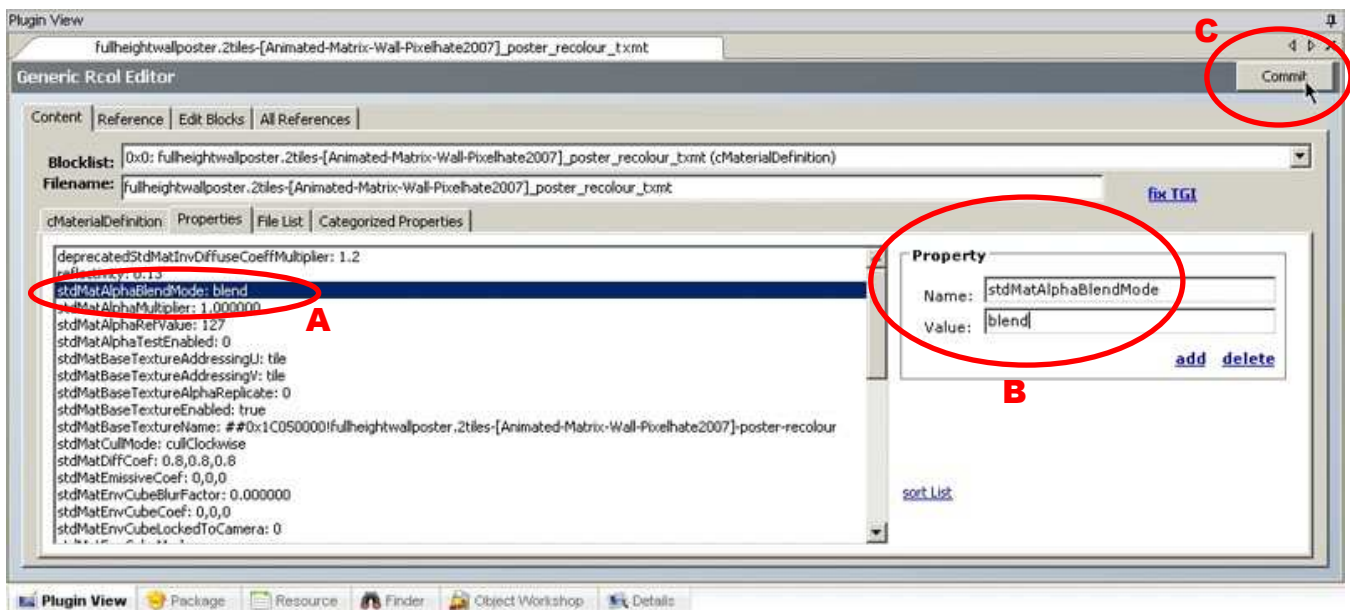 Plugin View
fullheightwallposter.2tiles-[Animated-Matrix-Wall-Pixelhate2007]_poster_recolour_txmt
C
Generic Rcol Editor
Commit
Content Reference Edit Blocks All References
Blocklist: 0x0: fullheightwallposter.2tiles-[Animated-Matrix-Wall-Pixelhate2007]_poster_recolour_txmt (cMaterialDefinition)
Filename: fullheightwallposter.2tiles-[Animated-Matrix-Wall-Pixelhate2007]_poster_recolour_txmt
fix TGI
cMaterialDefinition Properties File List Categorized Properties
deprecatedStdMatInvDiffuseCoeffMultiplier: 1.2
reflectivity: 0.13
stdMatAlphaBlendMode: blend
A
stdMatAlphaMultiplier: 1.000000
stdMatAlphaRefValue: 127
stdMatAlphaTestEnabled: 0
stdMatBaseTextureAddressingU: tile
stdMatBaseTextureAddressingV: tile
stdMatBaseTextureAlphaReplicate: 0
stdMatBaseTextureEnabled: true
stdMatBaseTextureName: ##0x1C050000!fullheightwallposter.2tiles-[Animated-Matrix-Wall-Pixelhate2007]-poster-recolour
stdMatCullMode: cullClockwise
stdMatDiffCoef: 0.8,0.8,0.8
stdMatEmissiveCoef: 0,0,0
stdMatEnvCubeBlurFactor: 0.000000
stdMatEnvCubeCoef: 0,0,0
stdMatEnvCubeLockedToCamera: 0
Property
Name: stdMatAlphaBlendMode
Value: blend
add delete
B
sort List
Plugin View Package Resource Finder Object Workshop Details